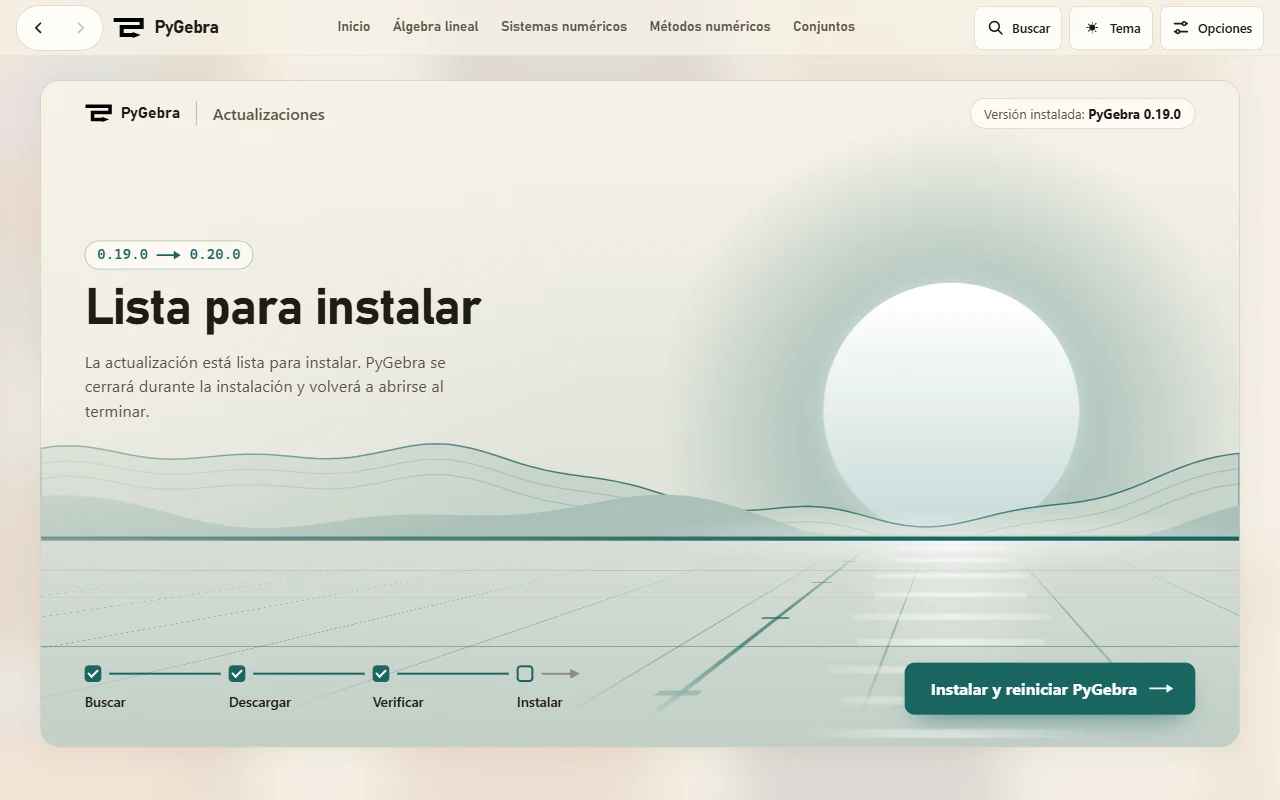 PyGebra
Inicio
Álgebra lineal
Sistemas numéricos
Métodos numéricos
Conjuntos
Buscar
Tema
Opciones
PyGebra
Actualizaciones
Versión instalada: PyGebra 0.19.0
0.19.0 → 0.20.0
Lista para instalar
La actualización está lista para instalar. PyGebra se
cerrará durante la instalación y volverá a abrirse al
terminar.
Buscar
Descargar
Verificar
Instalar
Instalar y reiniciar PyGebra →